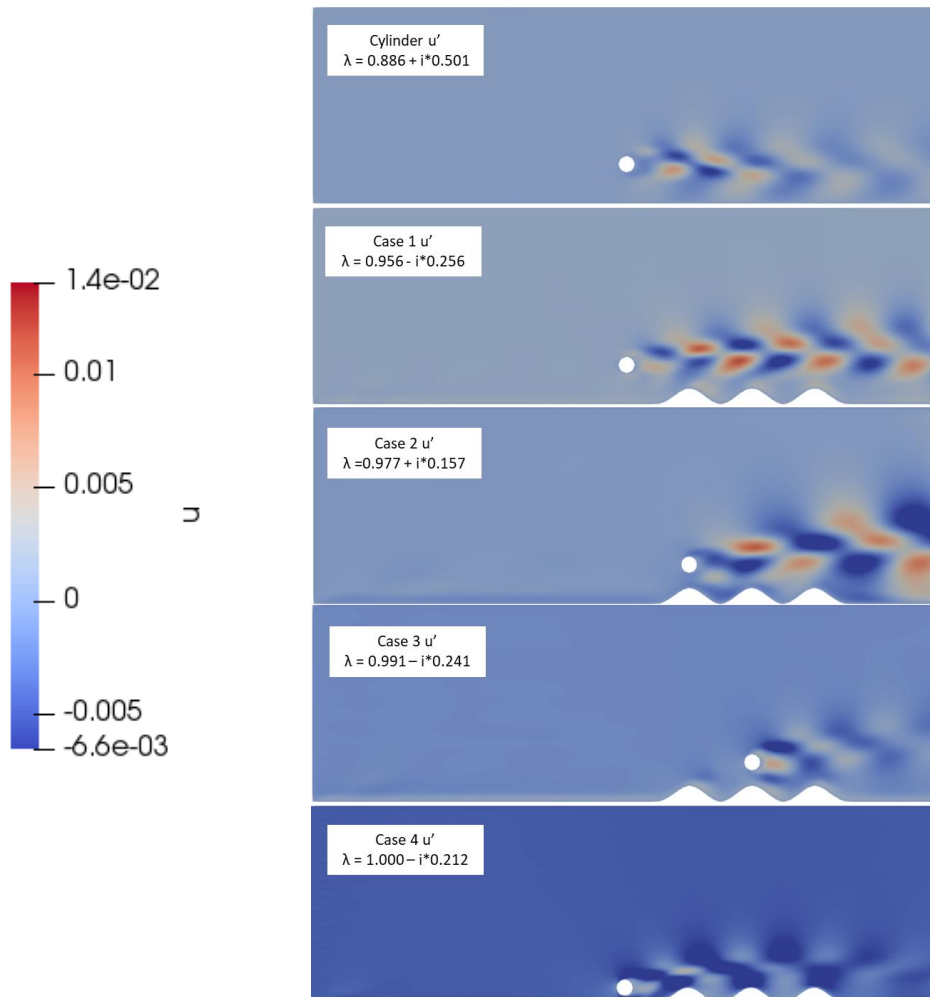 Cylinder u’
λ = 0.886 + i*0.501
Case 1 u’
λ = 0.956 - i*0.256
Case 2 u’
λ =0.977 + i*0.157
Case 3 u’
λ = 0.991 – i*0.241
Case 4 u’
λ = 1.000 – i*0.212
1.4e-02
0.01
0.005
0
-0.005
-6.6e-03
u